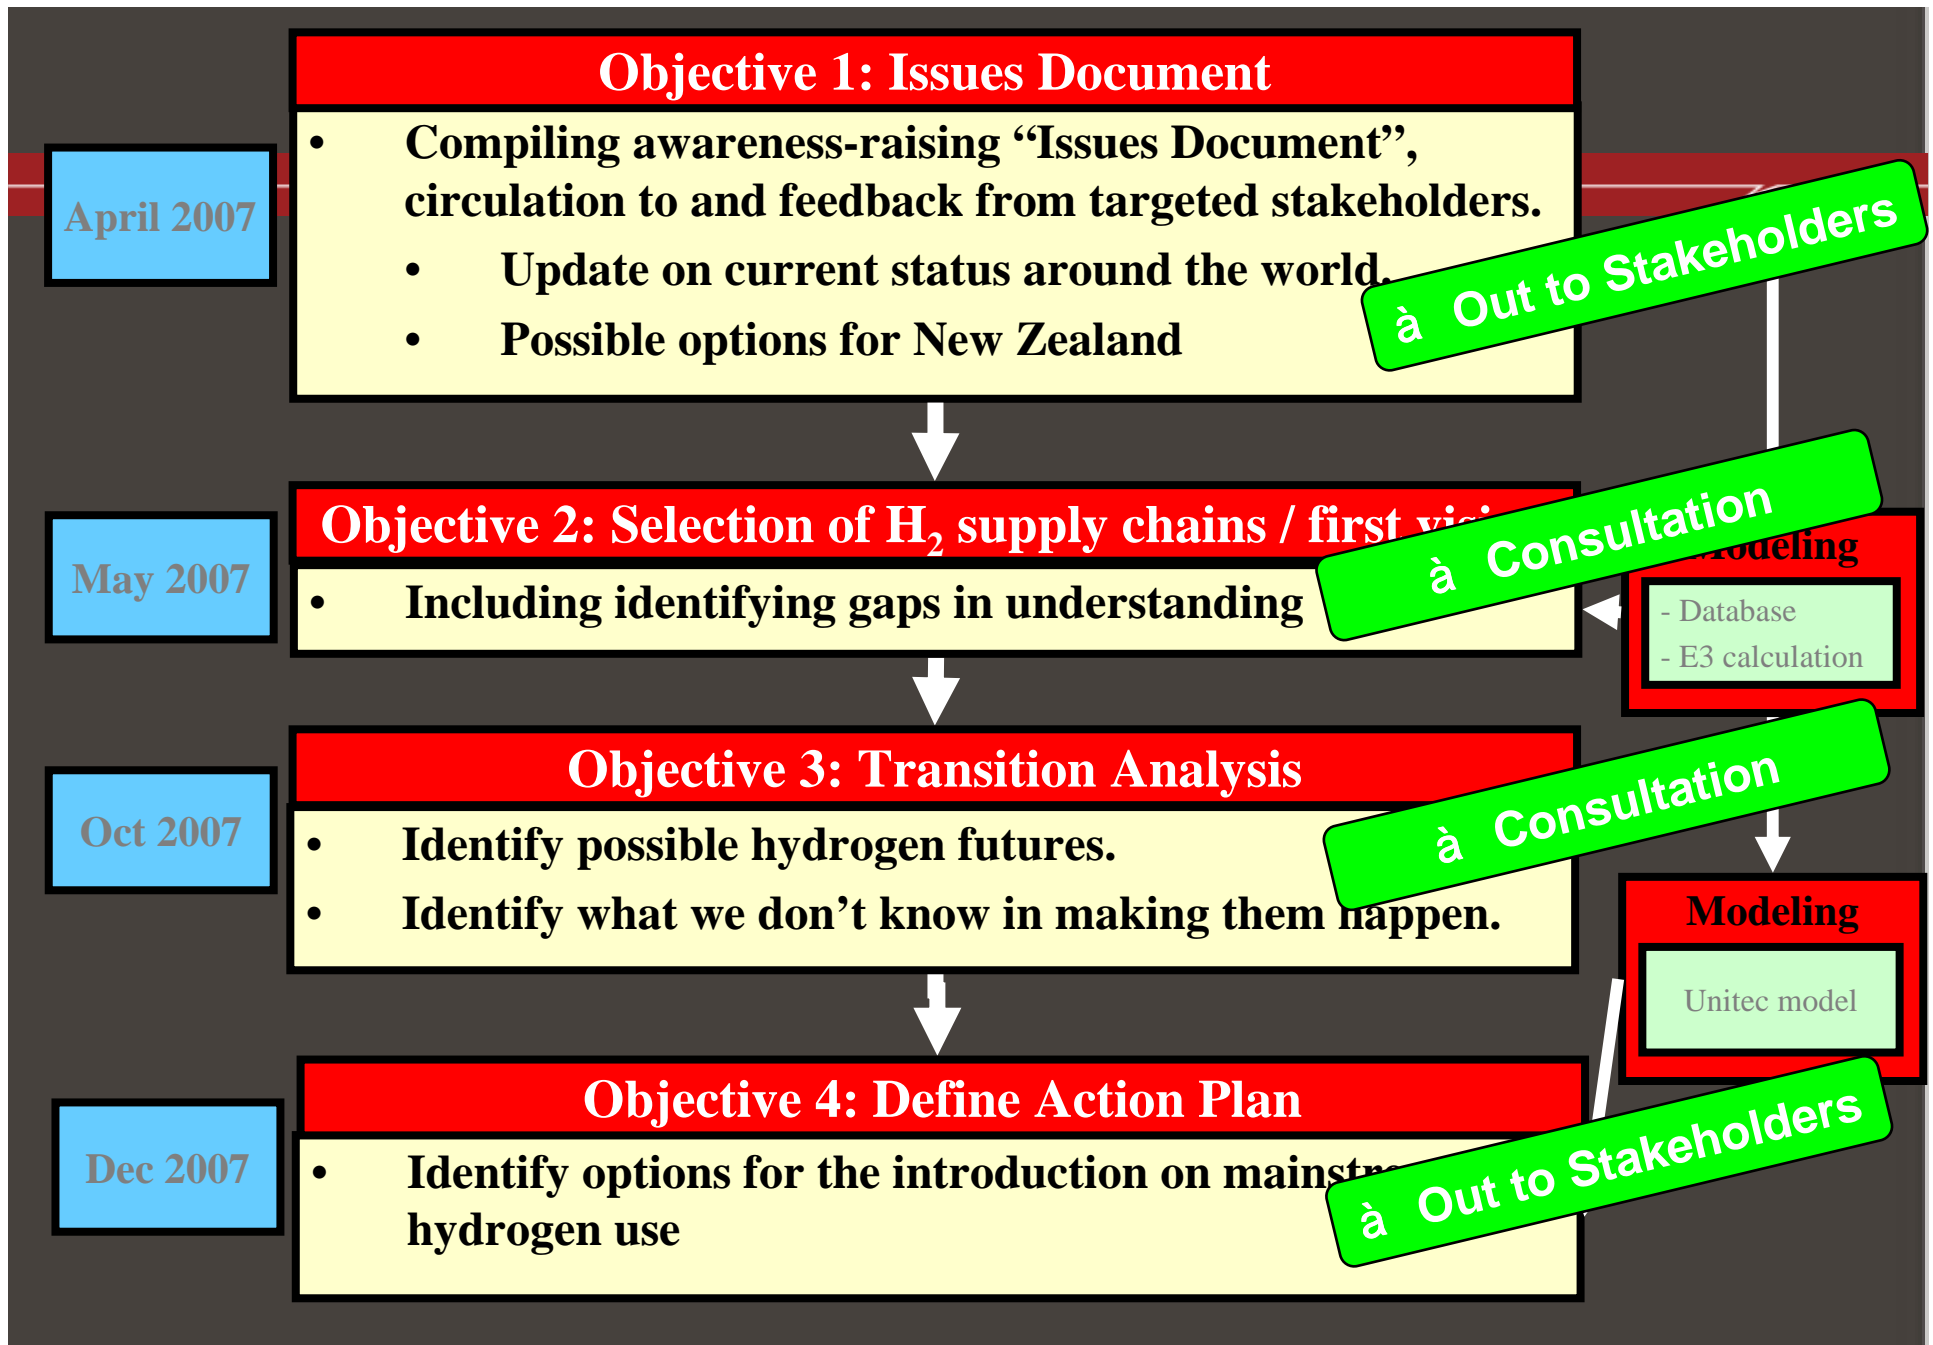 Objective 1: Issues Document
April 2007
• Compiling awareness-raising “Issues Document”,
circulation to and feedback from targeted stakeholders.
• Update on current status around the world.
• Possible options for New Zealand
à Out to Stakeholders
May 2007
Objective 2: Selection of H₂ supply chains / first
• Including identifying gaps in understanding
à Consultation
- Database
- E3 calculation
Oct 2007
Objective 3: Transition Analysis
• Identify possible hydrogen futures.
• Identify what we don’t know in making them happen.
à Consultation
Modeling
Unitec model
Dec 2007
Objective 4: Define Action Plan
• Identify options for the introduction on
hydrogen use
à Out to Stakeholders